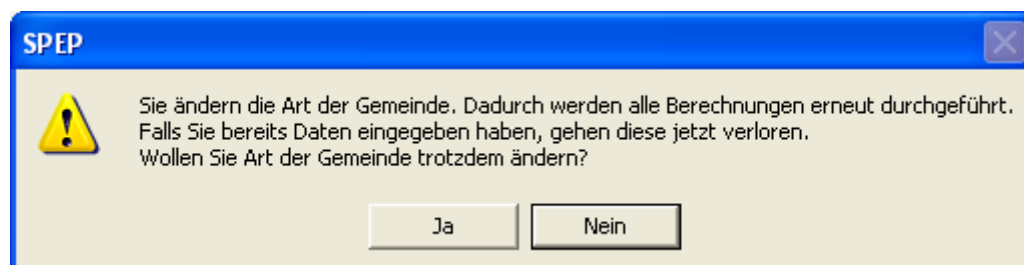 SPEP
Sie ändern die Art der Gemeinde. Dadurch werden alle Berechnungen erneut durchgeführt.
Falls Sie bereits Daten eingegeben haben, gehen diese jetzt verloren.
Wollen Sie Art der Gemeinde trotzdem ändern?
Ja
Nein